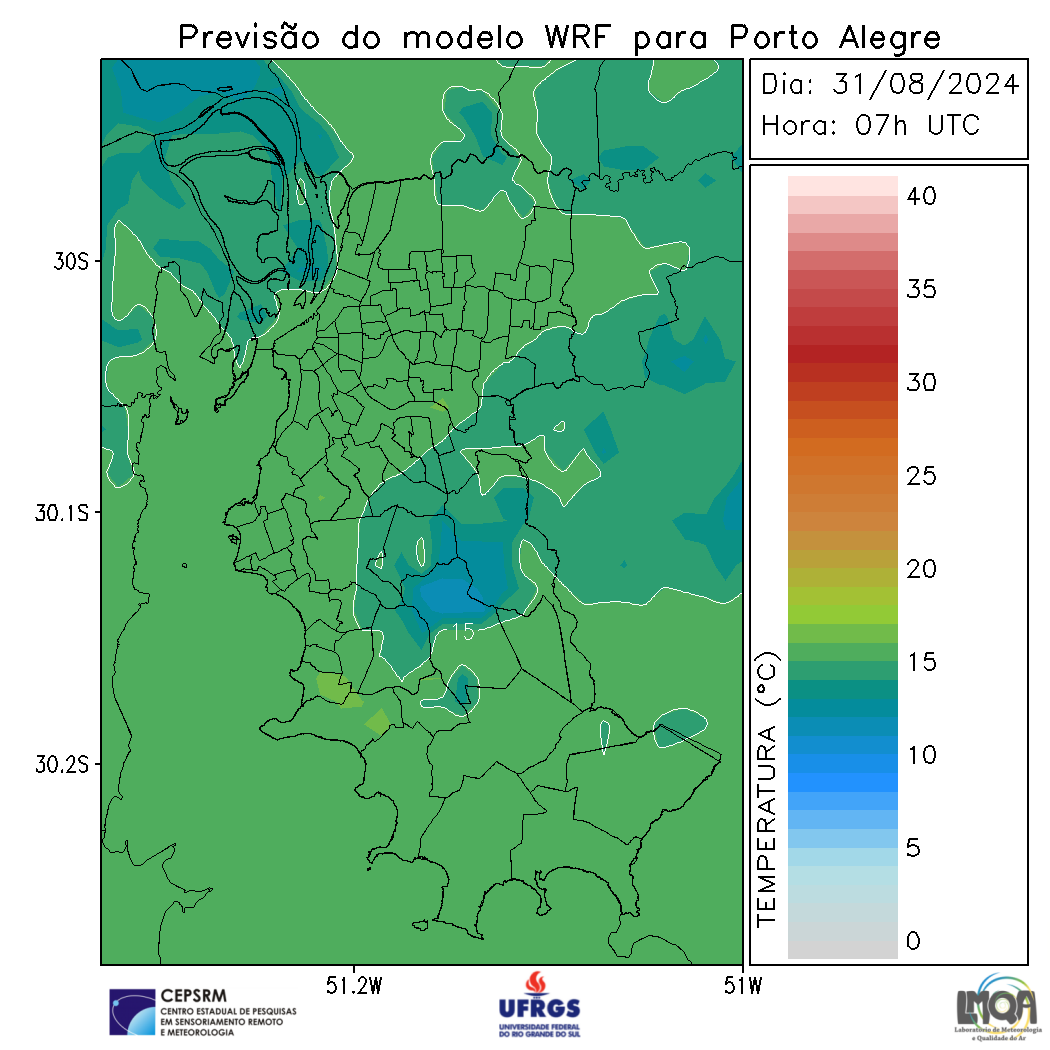 Previsão do modelo WRF para Porto Alegre
Dia: 31/08/2024
Hora: 07h UTC
30S
30.1S
30.2S
51.2W
51W
15
TEMPERATURA (°C)
40
35
30
25
20
15
10
5
0
CEPSRM
CENTRO ESTADUAL DE PESQUISAS
EM SENSORIAMENTO REMOTO
E METEOROLOGIA
UFRGS
UNIVERSIDADE FEDERAL
DO RIO GRANDE DO SUL
LMQA
Laboratório de Meteorologia
e Qualidade do Ar